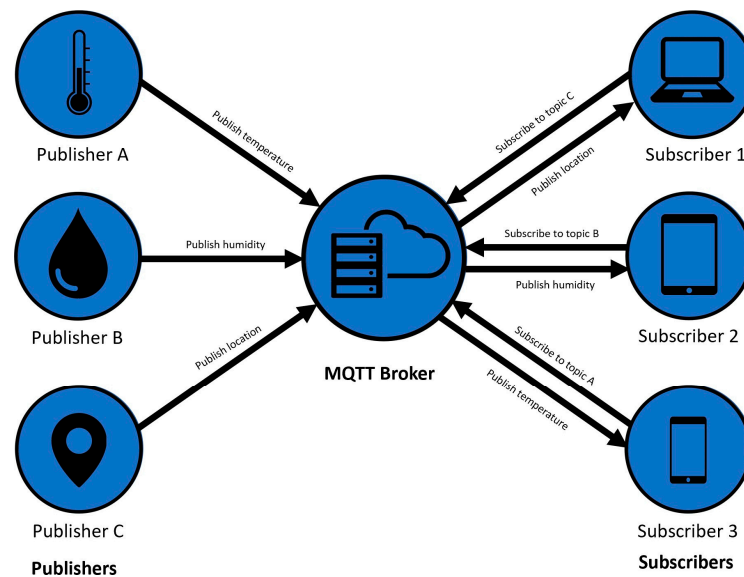 Publisher A
Publish temperature
Subscribe to topic C
Publish location
Subscriber 1
Publisher B
Publish humidity
Subscribe to topic B
Publish humidity
Subscriber 2
MQTT Broker
Publisher C
Publish location
Subscribe to topic A
Publish temperature
Subscriber 3
Publishers
Subscribers